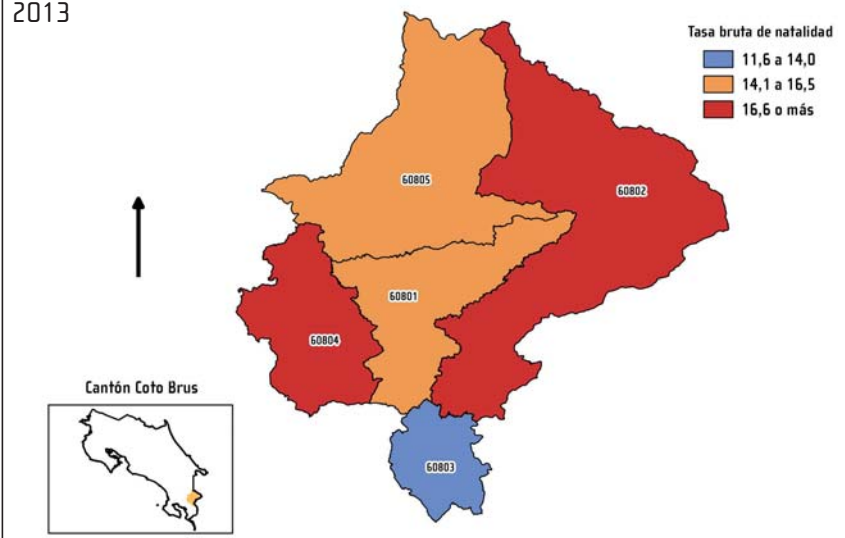 2013
Tasa bruta de natalidad
11,6 a 14,0
14,1 a 16,5
16,6 o más
60805
60802
60801
60804
60803
Cantón Coto Brus